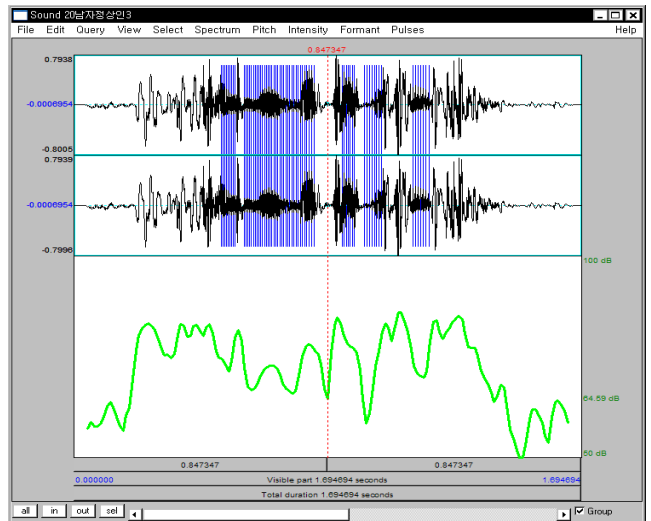 Sound 20남자정상인3
File Edit Query View Select Spectrum Pitch Intensity Formant Pulses Help
0.847347
0.7938
-0.0006954
-0.8005
0.7939
-0.0006954
-0.7996
100 dB
64.59 dB
50 dB
0.847347 0.847347
0.000000 Visible part 1.694694 seconds 1.694694
Total duration 1.694694 seconds
all in out sel Group